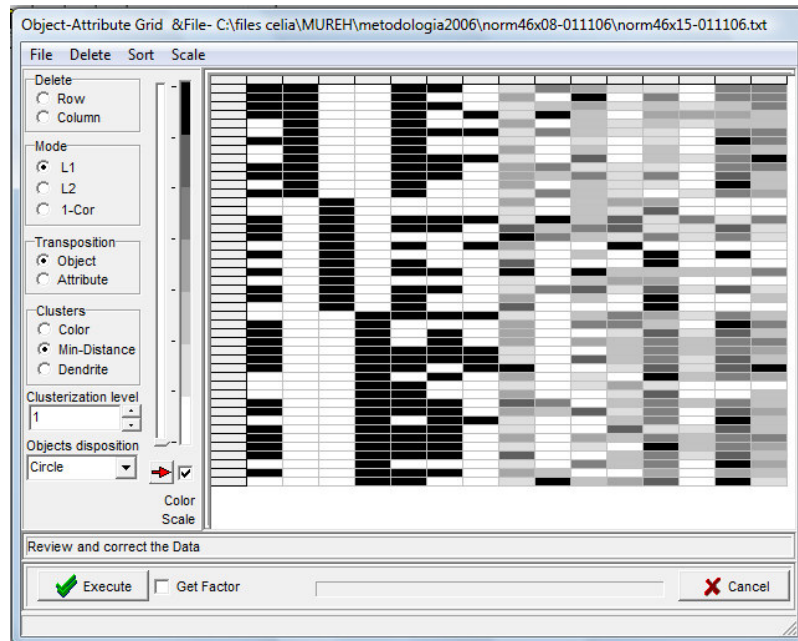 Object-Attribute Grid  &File- C:\files celia\MUREH\metodologia2006\norm46x08-011106\norm46x15-011106.txt
File Delete Sort Scale
Delete
Row
Column
Mode
L1
L2
1-Cor
Transposition
Object
Attribute
Clusters
Color
Min-Distance
Dendrite
Clusterization level
1
Objects disposition
Circle
Color
Scale
Review and correct the Data
Execute
Get Factor
Cancel